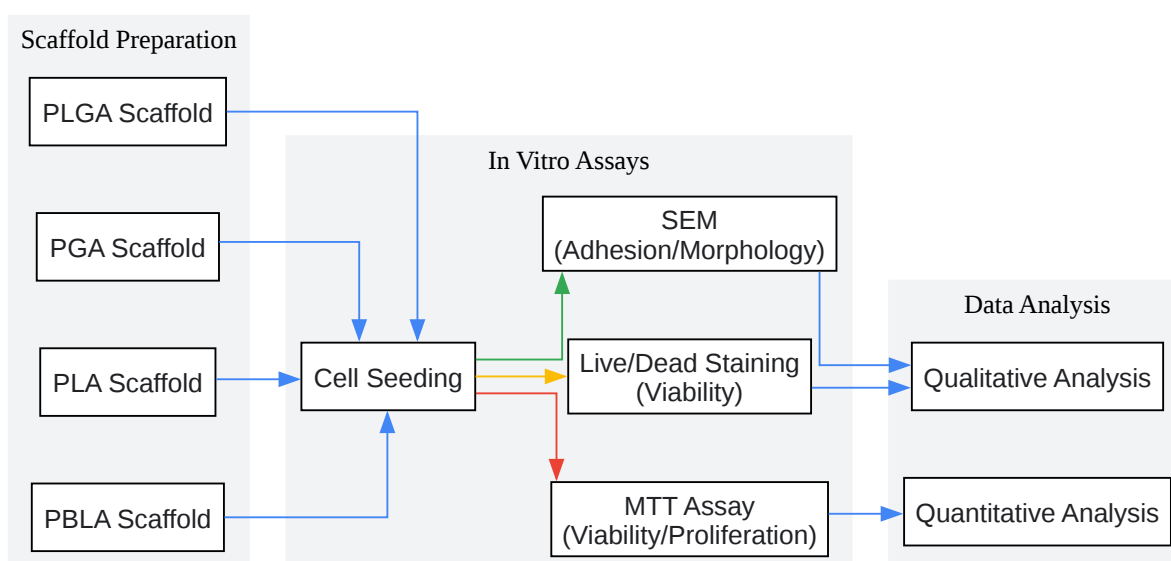 Scaffold Preparation
PLGA Scaffold
PGA Scaffold
PLA Scaffold
PBLA Scaffold
In Vitro Assays
Cell Seeding
SEM
(Adhesion/Morphology)
Live/Dead Staining
(Viability)
MTT Assay
(Viability/Proliferation)
Data Analysis
Qualitative Analysis
Quantitative Analysis